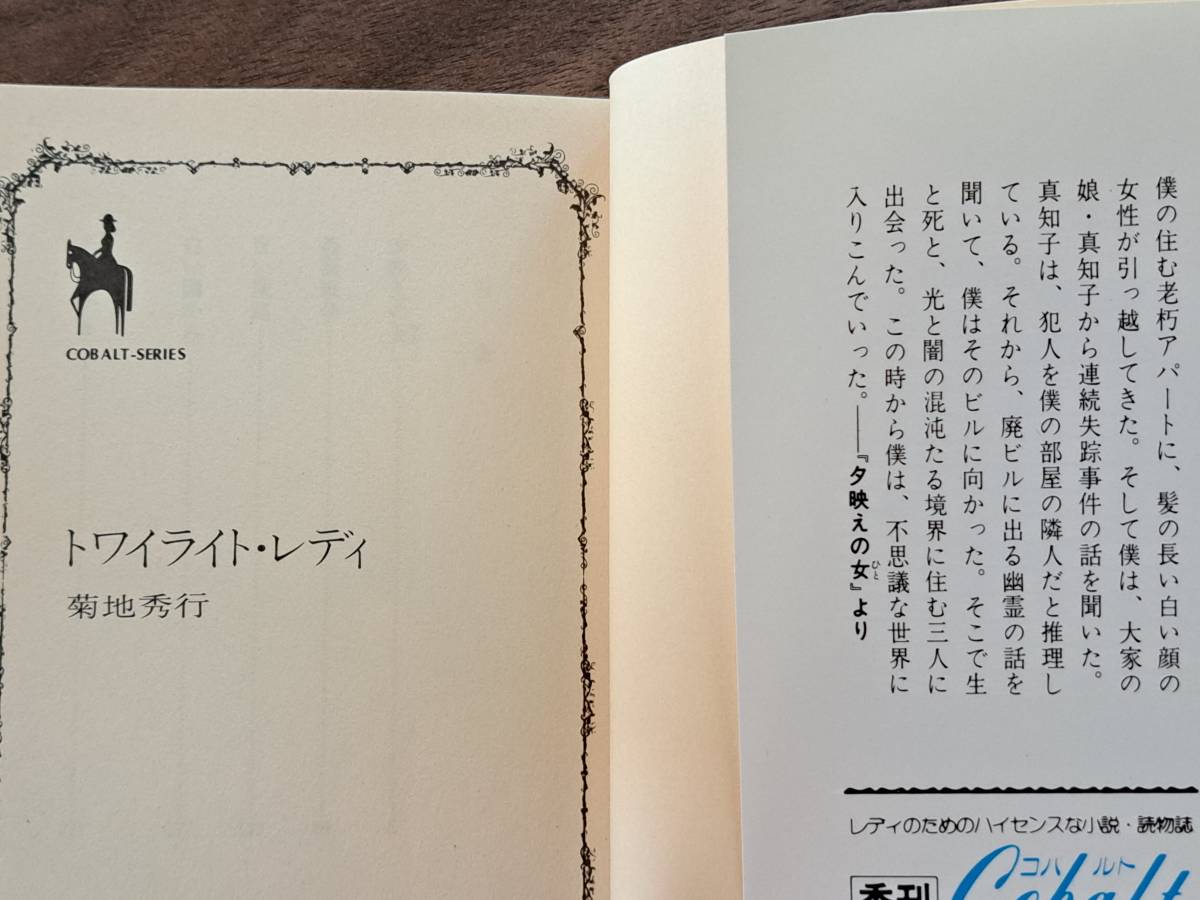 COBALT-SERIES
トワイライト・レディ
菊地秀行
僕の住む老朽アパートに、髪の長い白い顔の
女性が引っ越してきた。そして僕は、大家の
娘・真知子から連続失踪事件の話を聞いた。
真知子は、犯人を僕の部屋の隣人だと推理し
ている。それから、廃ビルに出る幽霊の話を
聞いて、僕はそのビルに向かった。そこで生
と死と、光と闇の混沌たる境界に住む三人に
出会った。この時から僕は、不思議な世界に
入りこんでいった。――『夕映えの女』より
ひと
レディのためのハイセンスな小説・読物誌
コバルト
季刊 Cobalt